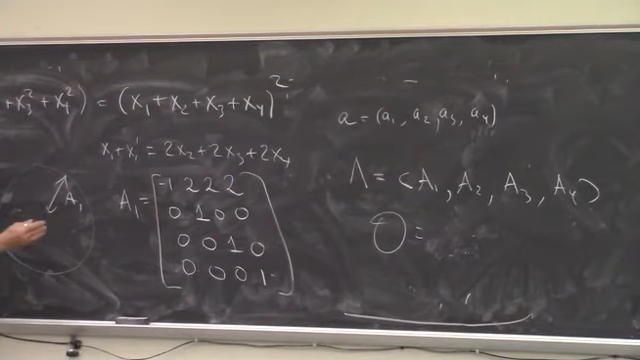 +x₃²+x₄²) = (x₁+x₂+x₃+x₄)²
x₁+x₁' = 2x₂+2x₃+2x₄
A₁
A₁=
-1 2 2 2
0 1 0 0
0 0 1 0
0 0 0 1
a=(a₁, a₂, a₃, a₄)
Λ=<A₁, A₂, A₃, A₄>
O=